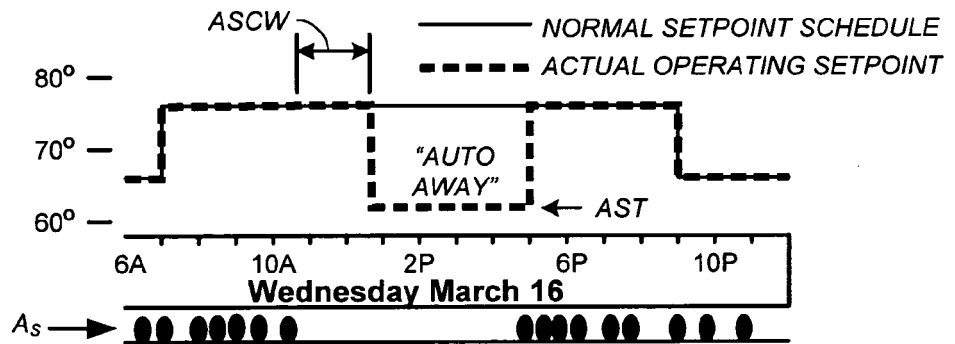 ASCW
NORMAL SETPOINT SCHEDULE
ACTUAL OPERATING SETPOINT
80°
70°
60°
"AUTO
AWAY"
AST
6A 10A 2P 6P 10P
Wednesday March 16
As